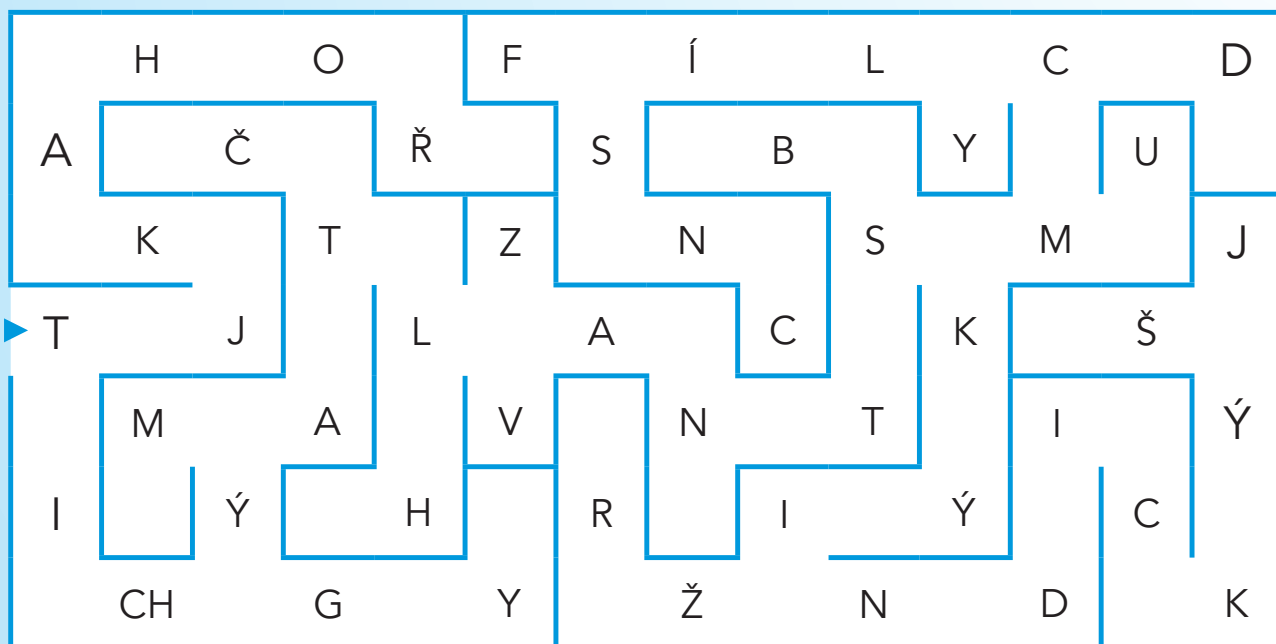 H O F Í L C D
A Č Ř S B Y U
K T Z N S M J
T J L A C K Š
M A V N T I Ý
I Ý H R I Ý C
CH G Y Ž N D K